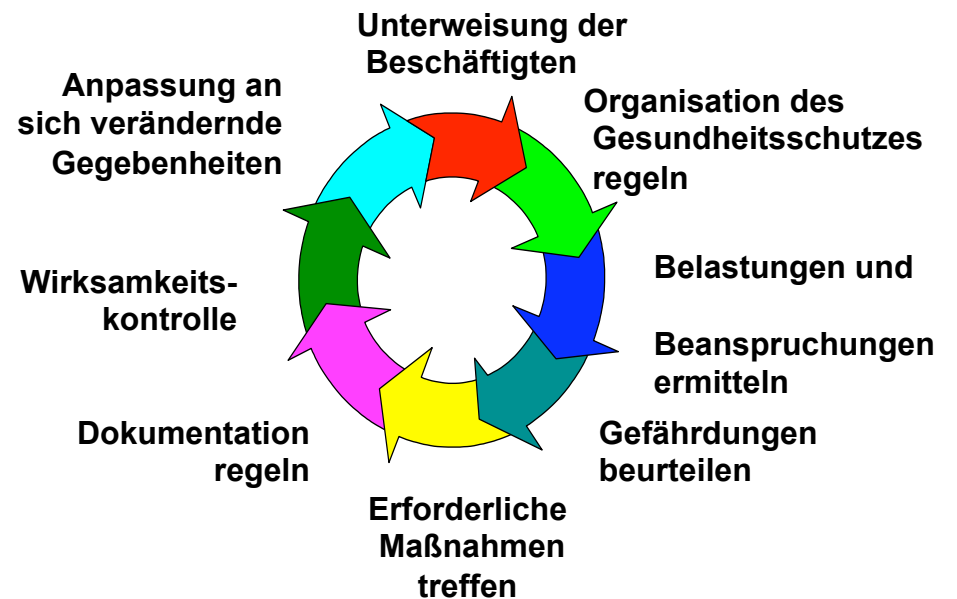 Unterweisung der
Beschäftigten
Organisation des
Gesundheitsschutzes
regeln
Belastungen und
Beanspruchungen
ermitteln
Gefährdungen
beurteilen
Erforderliche
Maßnahmen
treffen
Dokumentation
regeln
Wirksamkeits-
kontrolle
Anpassung an
sich verändernde
Gegebenheiten